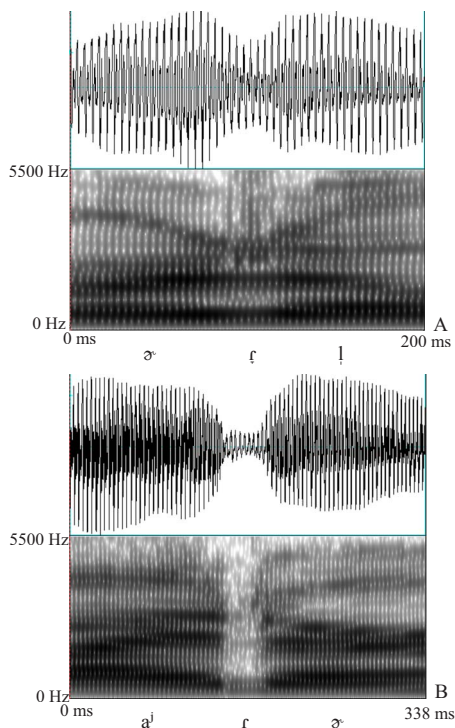 5500 Hz
0 Hz
A
0 ms 200 ms
ɚ ɾ̞ l̩
5500 Hz
0 Hz
B
0 ms 338 ms
aʲ ɾ ɚ